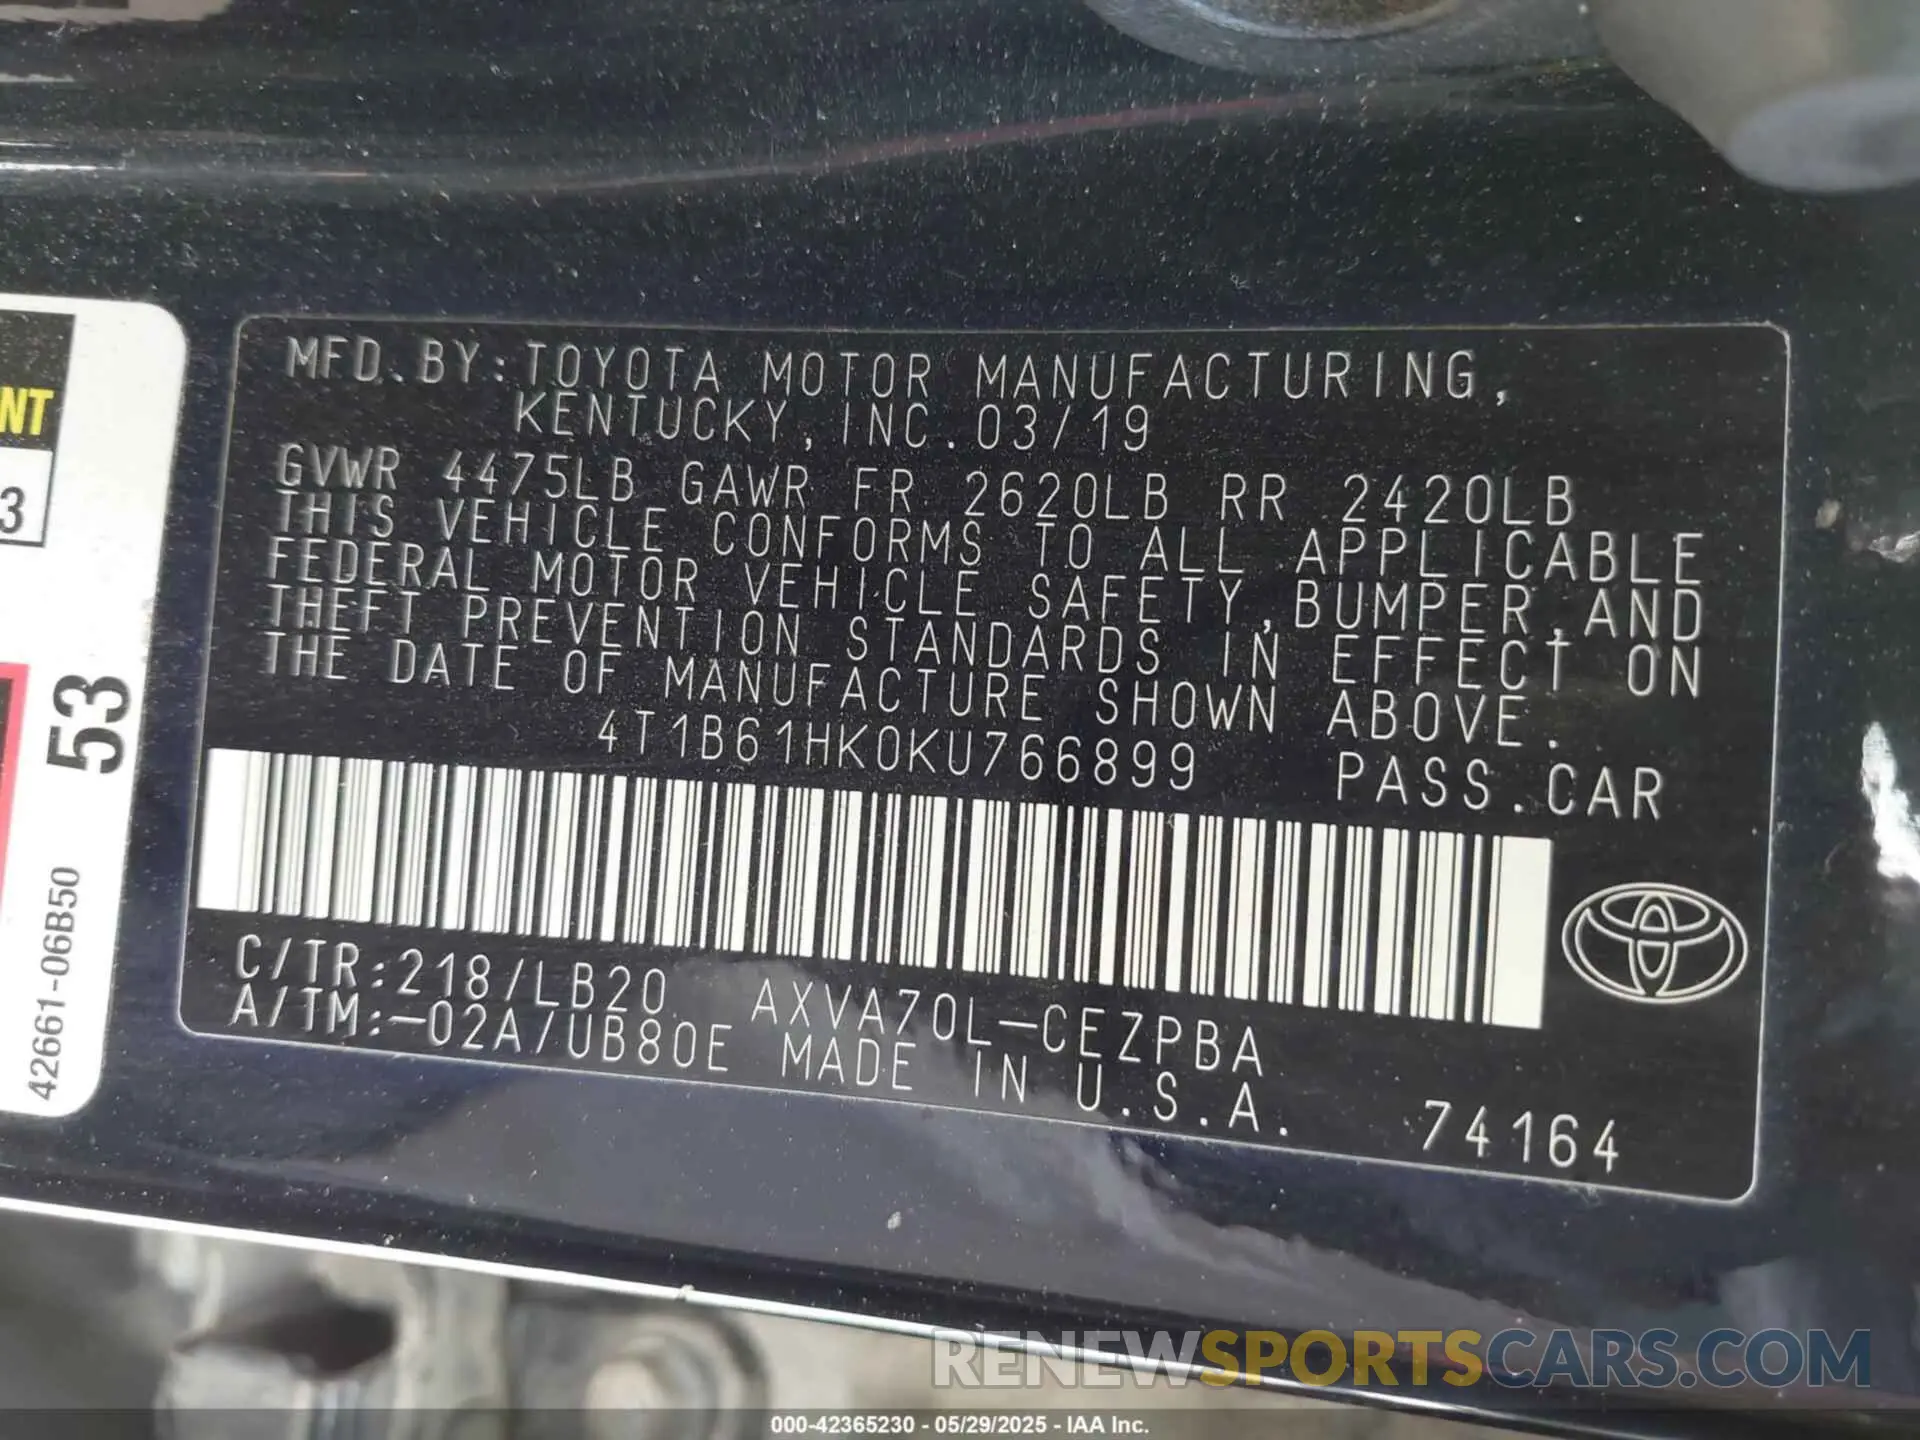 NT
3
53
42661-06B50
MFD. BY: TOYOTA MOTOR MANUFACTURING,
KENTUCKY, INC. 03/19
GVWR 4475LB GAWR FR 2620LB RR 2420LB
THIS VEHICLE CONFORMS TO ALL APPLICABLE
FEDERAL MOTOR VEHICLE SAFETY, BUMPER, AND
THEFT PREVENTION STANDARDS IN EFFECT ON
THE DATE OF MANUFACTURE SHOWN ABOVE.
4T1B61HK0KU766899 PASS. CAR
C/TR: 218/LB20 AXVA70L-CEZPBA
A/TM: -02A/UB80E MADE IN U.S.A.
74164
RENEWSPORTSCARS.COM
000-42365230 - 05/29/2025 - IAA Inc.